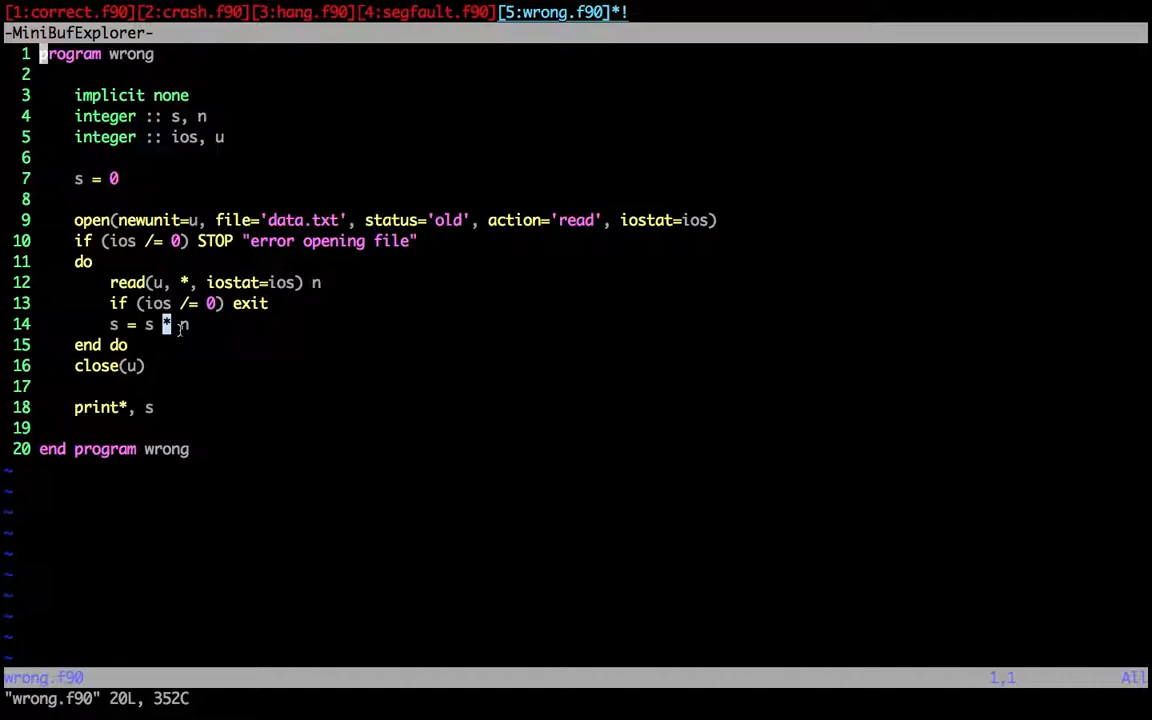 [1:correct.f90][2:crash.f90][3:hang.f90][4:segfault.f90][5:wrong.f90]*!
-MiniBufExplorer-
1 program wrong
2
3     implicit none
4     integer :: s, n
5     integer :: ios, u
6
7     s = 0
8
9     open(newunit=u, file='data.txt', status='old', action='read', iostat=ios)
10     if (ios /= 0) STOP "error opening file"
11     do
12         read(u, *, iostat=ios) n
13         if (ios /= 0) exit
14         s = s * n
15     end do
16     close(u)
17
18     print*, s
19
20 end program wrong
~
~
~
~
~
~
~
~
~
~
wrong.f90 1,1 All
"wrong.f90" 20L, 352C